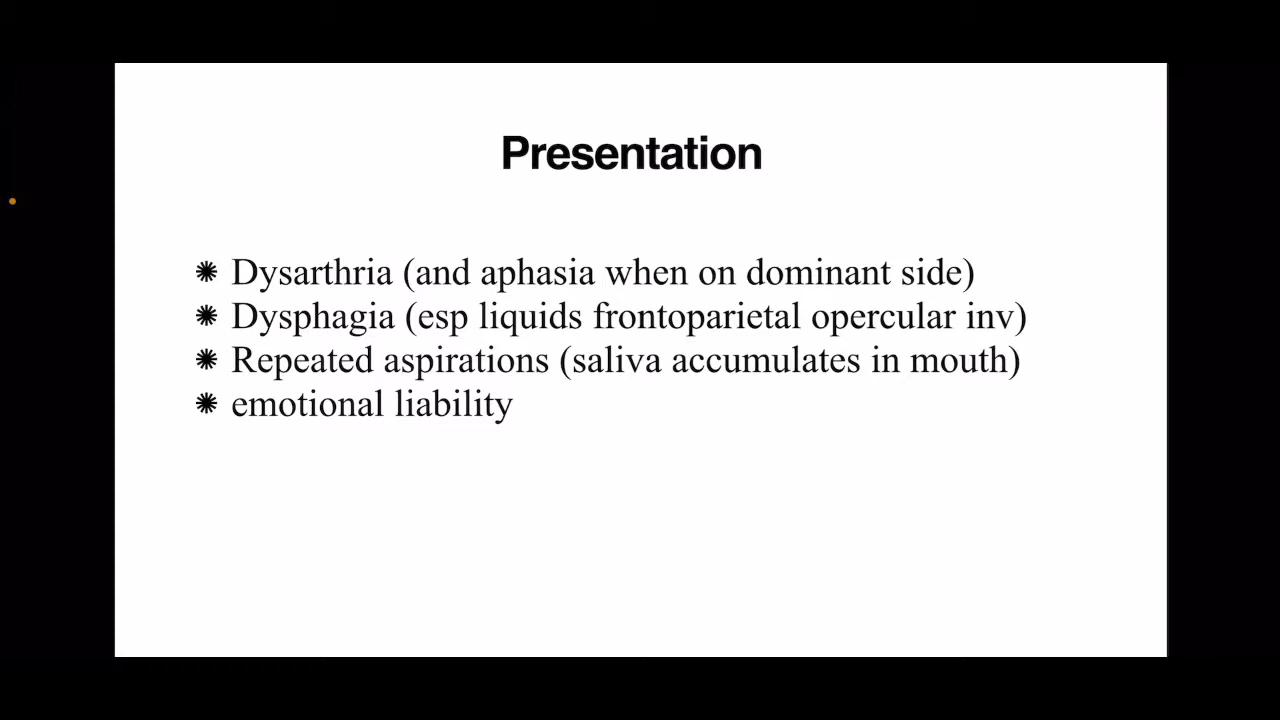 Presentation
✺ Dysarthria (and aphasia when on dominant side)
✺ Dysphagia (esp liquids frontoparietal opercular inv)
✺ Repeated aspirations (saliva accumulates in mouth)
✺ emotional liability